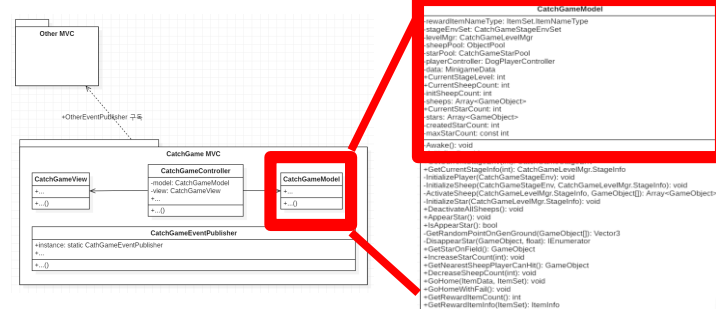 Other MVC
+OtherEventPublisher 구독
CatchGame MVC
CatchGameView
+...
+...()
CatchGameController
-model: CatchGameModel
-view: CatchGameView
+...
+...()
CatchGameModel
+...
+...()
CatchGameEventPublisher
+instance: static CathGameEventPublisher
+...
+...()
CatchGameModel
-rewardItemNameType: ItemSet.ItemNameType
-stageEnvSet: CatchGameStageEnvSet
-levelMgr: CatchGameLevelMgr
-sheepPool: ObjectPool
-starPool: CatchGameStarPool
-playerController: DogPlayerController
-data: MinigameData
+CurrentStageLevel: int
+CurrentSheepCount: int
-initSheepCount: int
-sheeps: Array<GameObject>
+CurrentStarCount: int
-stars: Array<GameObject>
-createdStarCount: int
-maxStarCount: const int
-Awake(): void
+GetCurrentStageInfo(int): CatchGameLevelMgr.StageInfo
-InitializePlayer(CatchGameStageEnv): void
-InitializeSheep(CatchGameStageEnv, CatchGameLevelMgr.StageInfo): void
-ActivateSheep(CatchGameLevelMgr.StageInfo, GameObject[]): Array<GameObject>
-InitializeStar(CatchGameLevelMgr.StageInfo): void
+DeactivateAllSheeps(): void
+AppearStar(): void
+IsAppearStar(): bool
-GetRandomPointOnGenGround(GameObject[]): Vector3
-DisappearStar(GameObject, float): IEnumerator
+GetStarOnField(): GameObject
+IncreaseStarCount(int): void
+GetNearestSheepPlayerCanHit(): GameObject
+DecreaseSheepCount(int): void
+GoHome(ItemData, ItemSet): void
+GoHomeWithFail(): void
+GetRewardItemCount(): int
+GetRewardItemInfo(ItemSet): ItemInfo